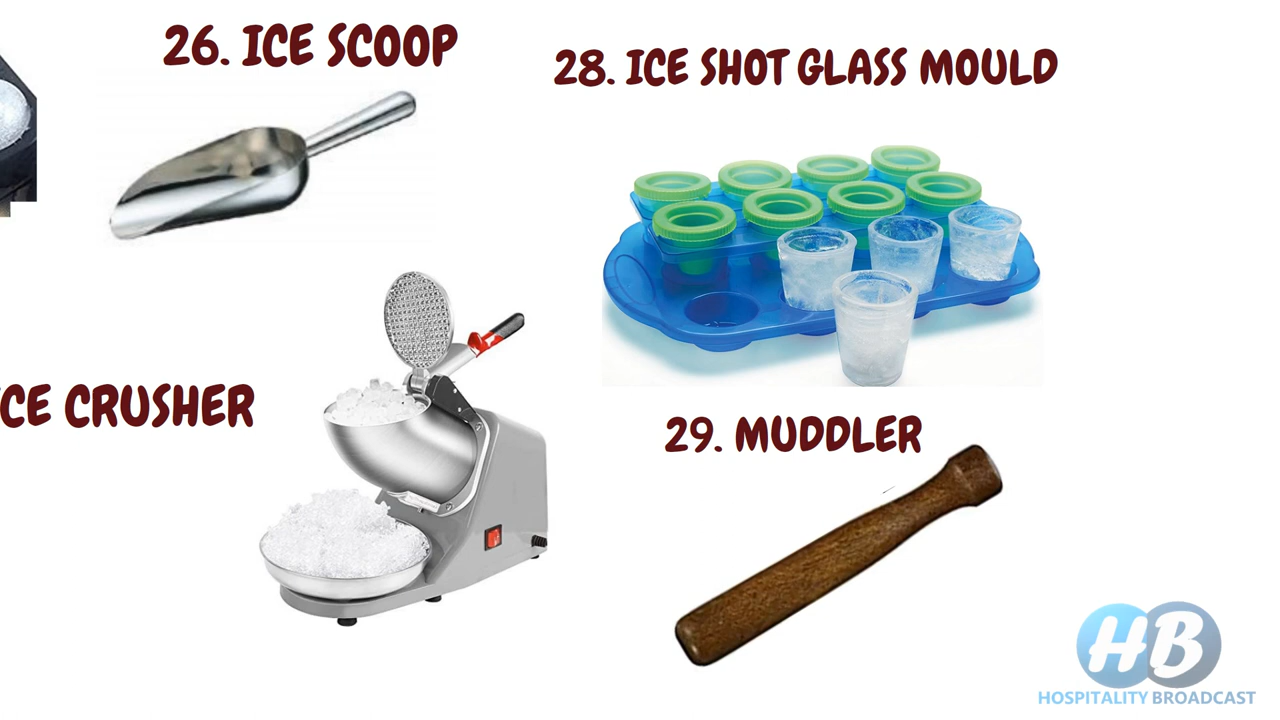 26. ICE SCOOP
28. ICE SHOT GLASS MOULD
CE CRUSHER
29. MUDDLER
HB
HOSPITALITY BROADCAST